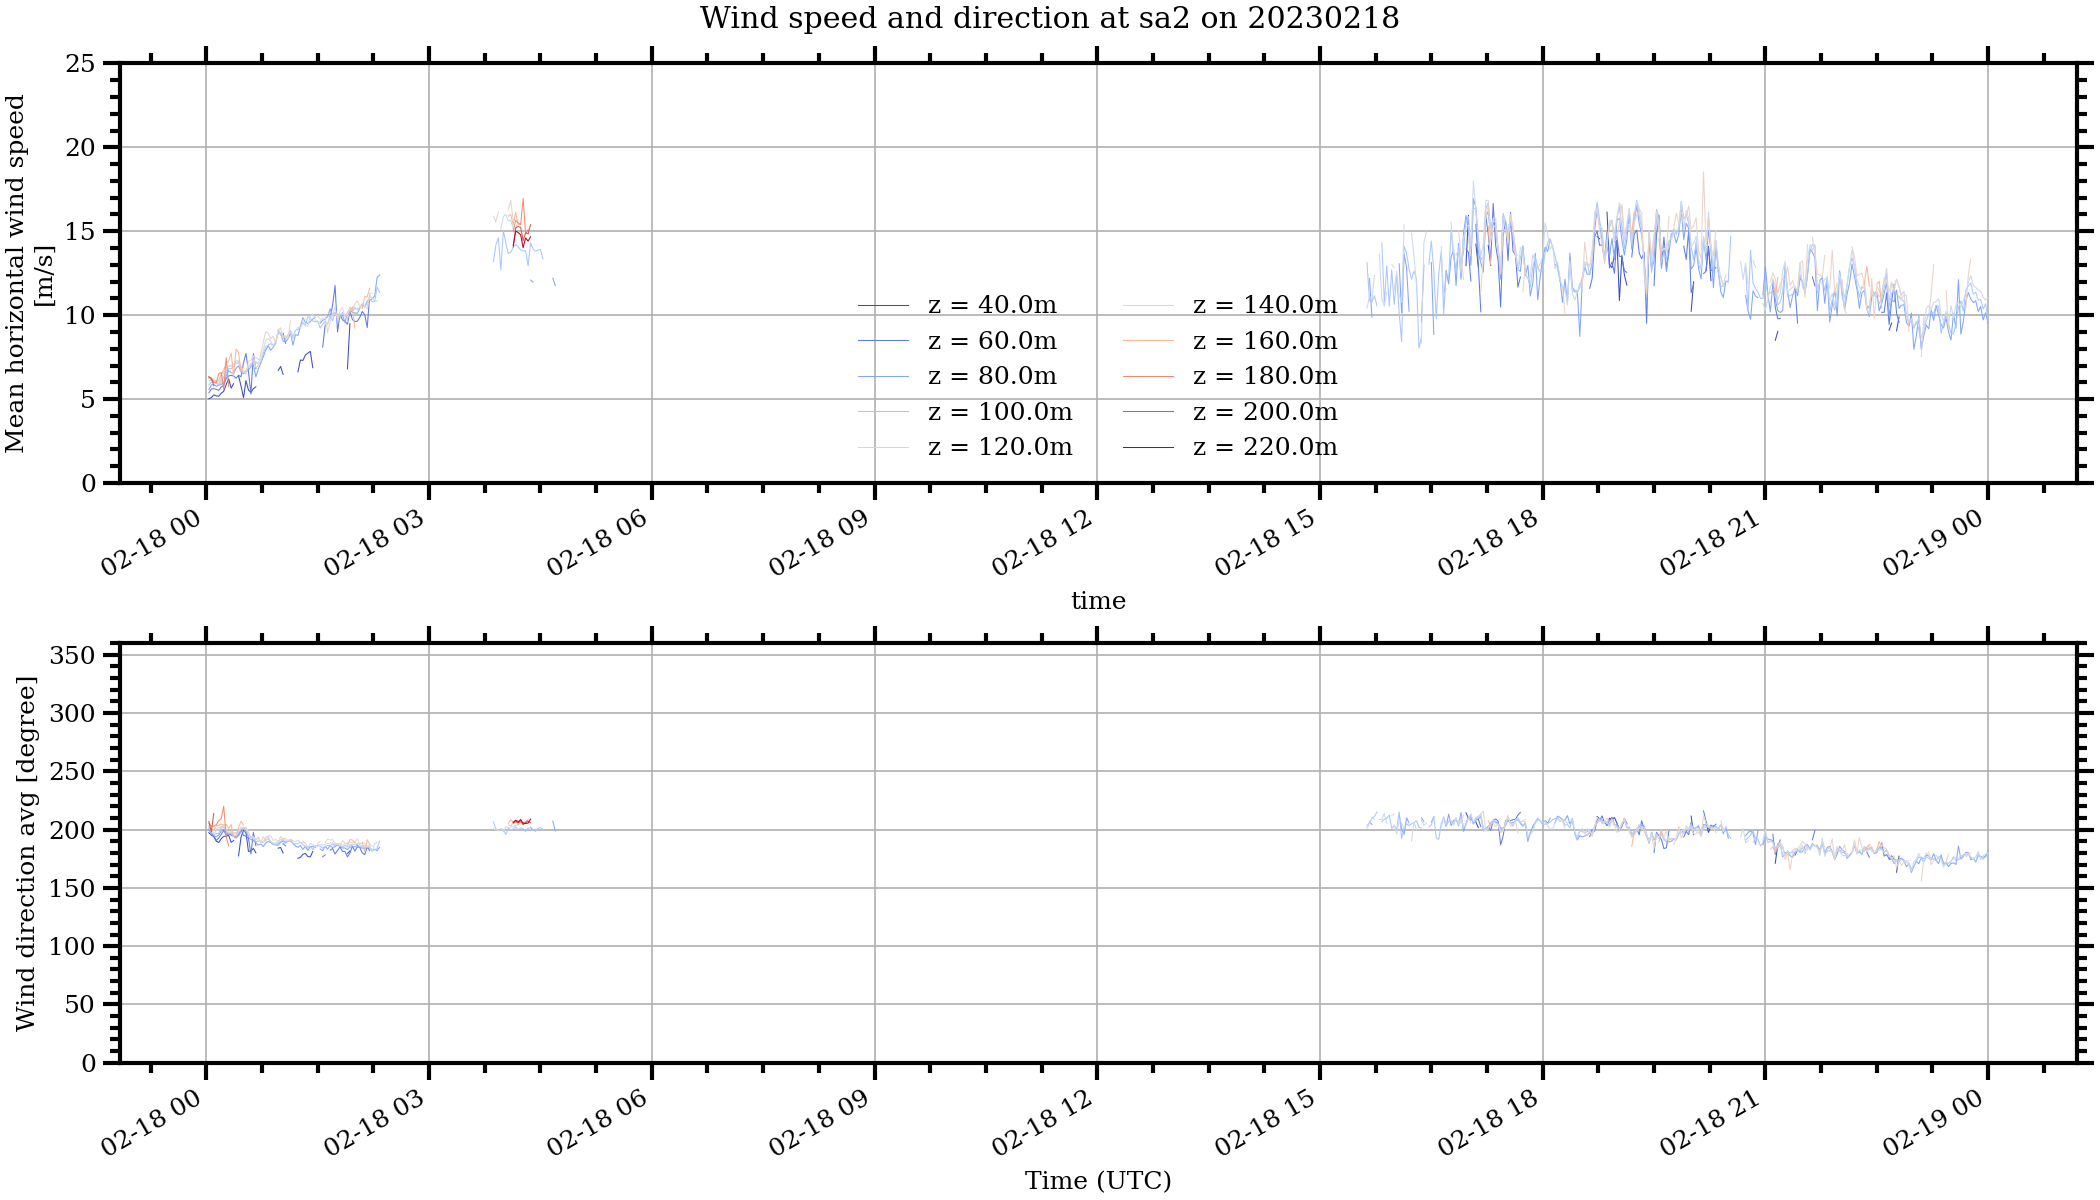 Wind speed and direction at sa2 on 20230218
Mean horizontal wind speed
[m/s]
25
20
15
10
5
0
z = 40.0m
z = 60.0m
z = 80.0m
z = 100.0m
z = 120.0m
z = 140.0m
z = 160.0m
z = 180.0m
z = 200.0m
z = 220.0m
02-18 00
02-18 03
02-18 06
02-18 09
02-18 12
02-18 15
02-18 18
02-18 21
02-19 00
time
Wind direction avg [degree]
350
300
250
200
150
100
50
0
02-18 00
02-18 03
02-18 06
02-18 09
02-18 12
02-18 15
02-18 18
02-18 21
02-19 00
Time (UTC)